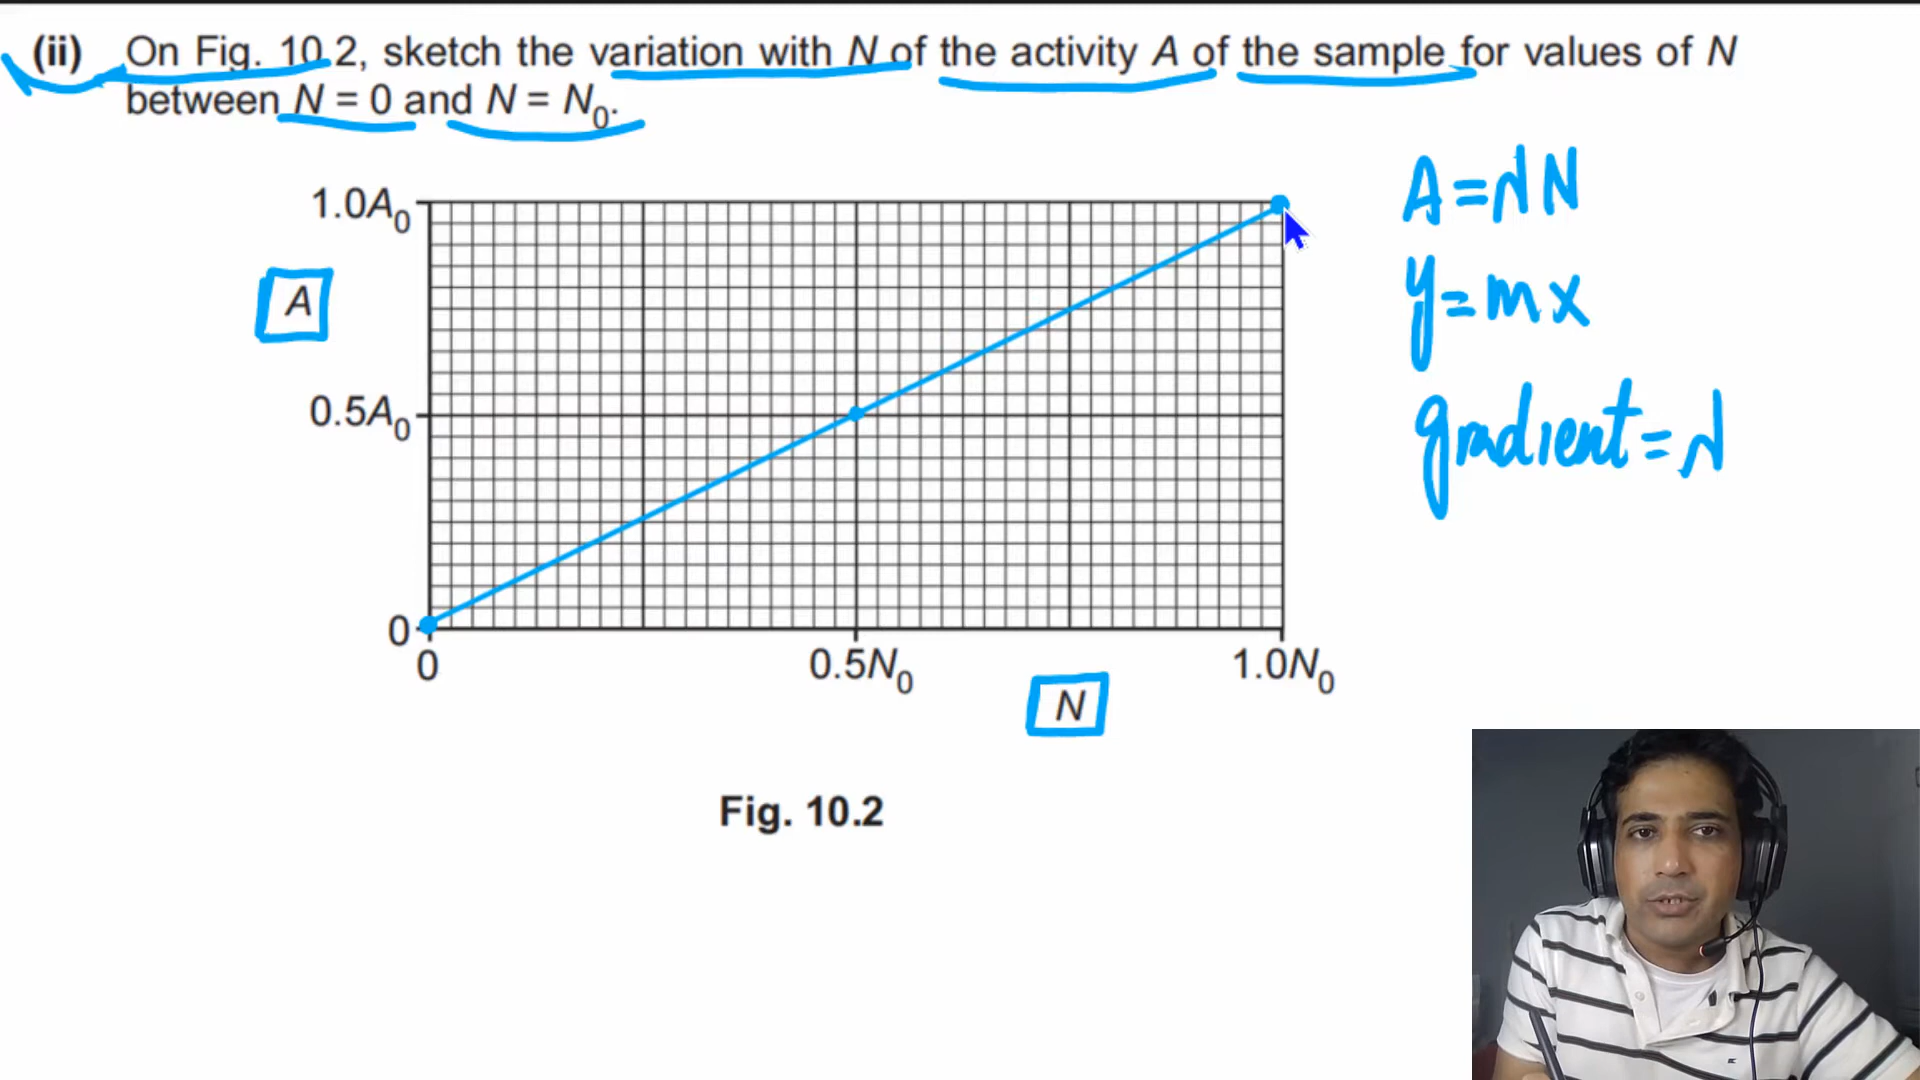 (ii) On Fig. 10.2, sketch the variation with N of the activity A of the sample for values of N
between N = 0 and N = N₀.
1.0A₀
A
0.5A₀
0
0
0.5N₀
1.0N₀
N
Fig. 10.2
A=λN
y=mx
gradient=λ